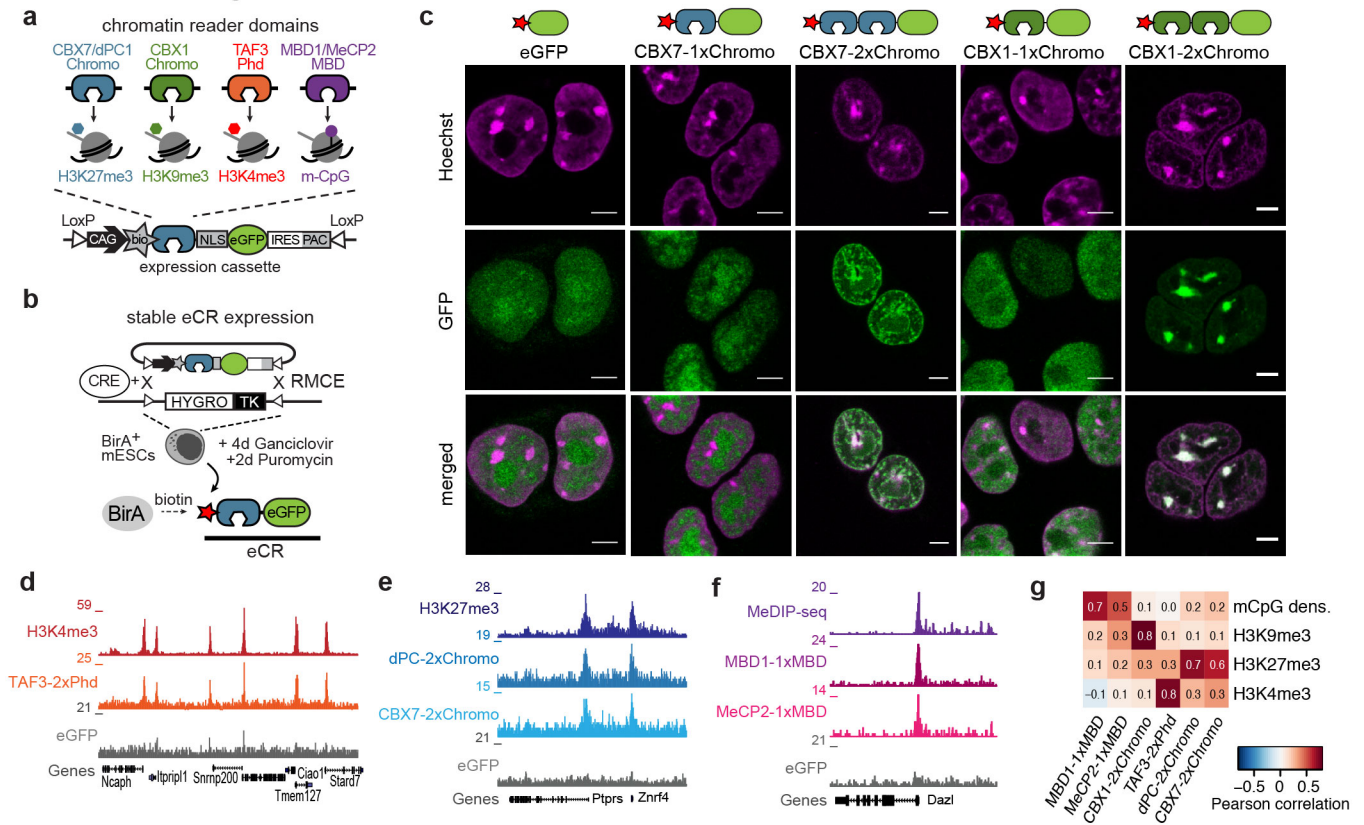 a
chromatin reader domains
CBX7/dPC1 CBX1 TAF3 MBD1/MeCP2
Chromo Chromo Phd MBD
H3K27me3 H3K9me3 H3K4me3 m-CpG
LoxP LoxP
CAG bio NLS eGFP IRES PAC
expression cassette
b
stable eCR expression
CRE + X X RMCE
HYGRO TK
BirA+
mESCs
+ 4d Ganciclovir
+2d Puromycin
BirA biotin eGFP
eCR
c
eGFP CBX7-1xChromo CBX7-2xChromo CBX1-1xChromo CBX1-2xChromo
Hoechst
GFP
merged
d
59
H3K4me3
25
TAF3-2xPhd
21
eGFP
Genes
Ncaph Itpripl1 Snrnp200 Ciao1 Stard7
Tmem127
e
28
H3K27me3
19
dPC-2xChromo
15
CBX7-2xChromo
21
eGFP
Genes Ptprs Znrf4
f
20
MeDIP-seq
24
MBD1-1xMBD
14
MeCP2-1xMBD
21
eGFP
Genes Dazl
g
0.7 0.5 0.1 0.0 0.2 0.2 mCpG dens.
0.2 0.3 0.8 0.1 0.1 0.1 H3K9me3
0.1 0.2 0.3 0.3 0.7 0.6 H3K27me3
−0.1 0.1 0.1 0.8 0.3 0.3 H3K4me3
MBD1-1xMBD
MeCP2-1xMBD
CBX1-2xChromo
TAF3-2xPhd
dPC-2xChromo
CBX7-2xChromo
−0.5 0 0.5
Pearson correlation